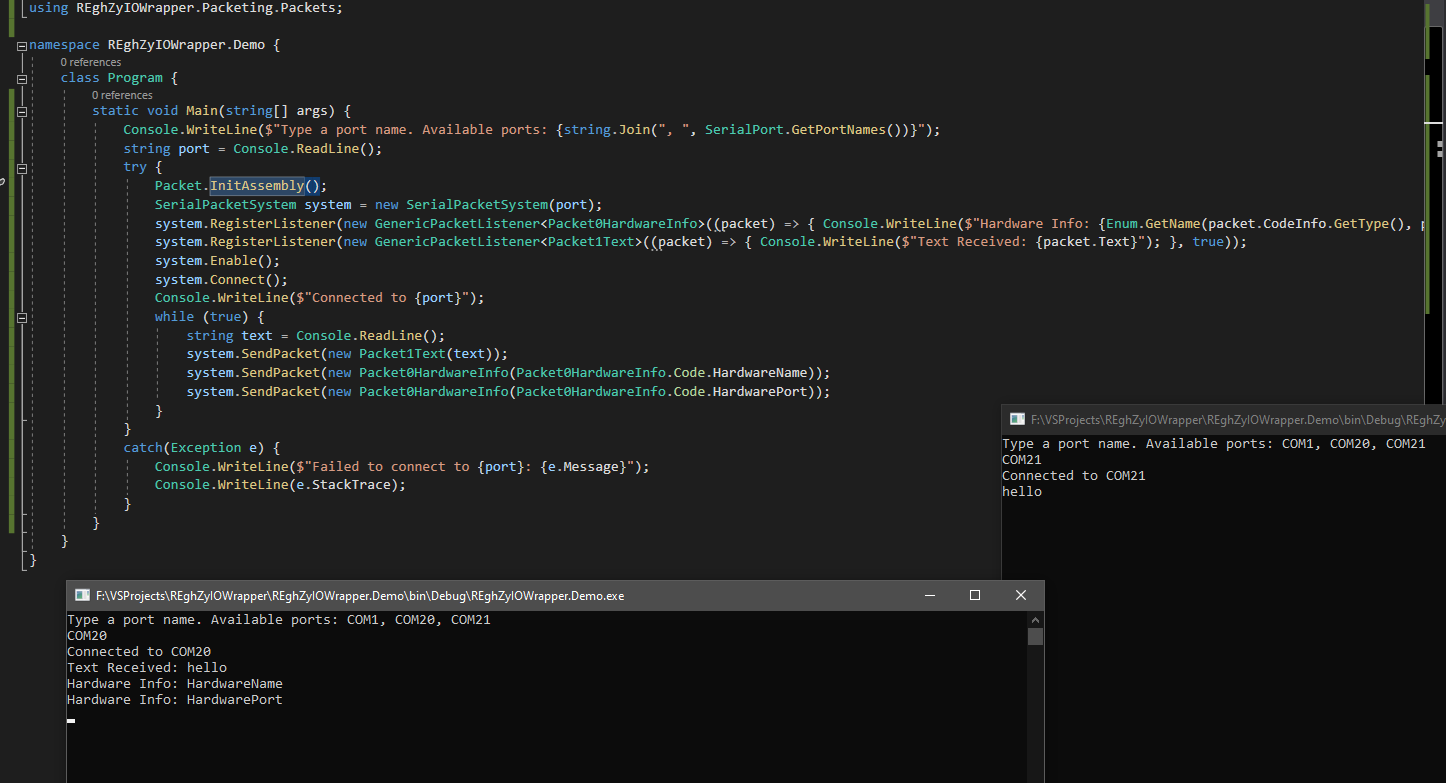 using REghZyIOWrapper.Packeting.Packets;
namespace REghZyIOWrapper.Demo {
0 references
class Program {
0 references
static void Main(string[] args) {
Console.WriteLine($"Type a port name. Available ports: {string.Join(", ", SerialPort.GetPortNames())}");
string port = Console.ReadLine();
try {
Packet.InitAssembly();
SerialPacketSystem system = new SerialPacketSystem(port);
system.RegisterListener(new GenericPacketListener<Packet0HardwareInfo>((packet) => { Console.WriteLine($"Hardware Info: {Enum.GetName(packet.CodeInfo.GetType(),
system.RegisterListener(new GenericPacketListener<Packet1Text>((packet) => { Console.WriteLine($"Text Received: {packet.Text}"); }, true));
system.Enable();
system.Connect();
Console.WriteLine($"Connected to {port}");
while (true) {
string text = Console.ReadLine();
system.SendPacket(new Packet1Text(text));
system.SendPacket(new Packet0HardwareInfo(Packet0HardwareInfo.Code.HardwareName));
system.SendPacket(new Packet0HardwareInfo(Packet0HardwareInfo.Code.HardwarePort));
}
}
catch(Exception e) {
Console.WriteLine($"Failed to connect to {port}: {e.Message}");
Console.WriteLine(e.StackTrace);
}
}
}
}
F:\VSProjects\REghZyIOWrapper\REghZyIOWrapper.Demo\bin\Debug\REghZy
Type a port name. Available ports: COM1, COM20, COM21
COM21
Connected to COM21
hello
F:\VSProjects\REghZyIOWrapper\REghZyIOWrapper.Demo\bin\Debug\REghZyIOWrapper.Demo.exe
Type a port name. Available ports: COM1, COM20, COM21
COM20
Connected to COM20
Text Received: hello
Hardware Info: HardwareName
Hardware Info: HardwarePort